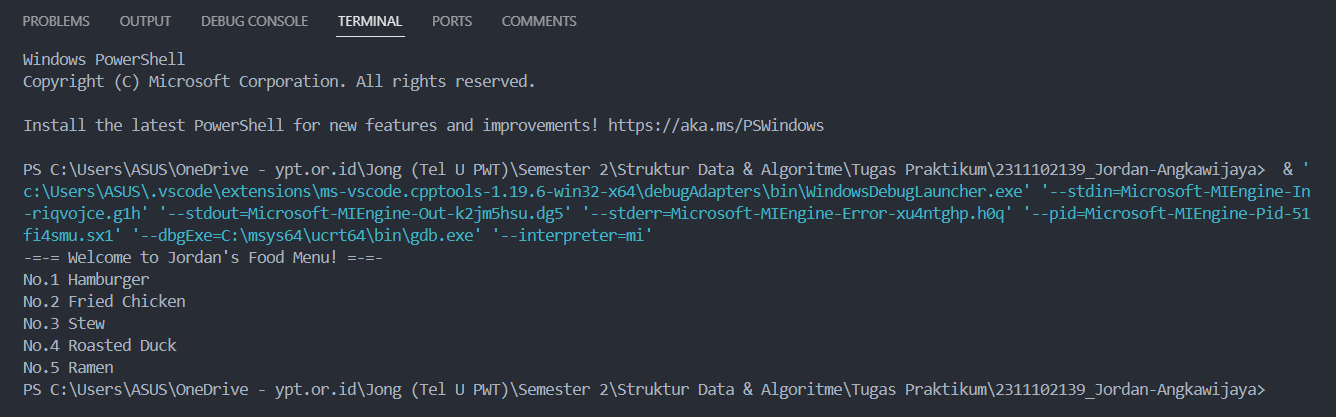 PROBLEMS OUTPUT DEBUG CONSOLE TERMINAL PORTS COMMENTS
Windows PowerShell
Copyright (C) Microsoft Corporation. All rights reserved.
Install the latest PowerShell for new features and improvements! https://aka.ms/PSWindows
PS C:\Users\ASUS\OneDrive - ypt.or.id\Jong (Tel U PWT)\Semester 2\Struktur Data & Algoritme\Tugas Praktikum\2311102139_Jordan-Angkawijaya>  & '
c:\Users\ASUS\.vscode\extensions\ms-vscode.cpptools-1.19.6-win32-x64\debugAdapters\bin\WindowsDebugLauncher.exe' '--stdin=Microsoft-MIEngine-In
-riqvojce.g1h' '--stdout=Microsoft-MIEngine-Out-k2jm5hsu.dg5' '--stderr=Microsoft-MIEngine-Error-xu4ntghp.h0q' '--pid=Microsoft-MIEngine-Pid-51
fi4smu.sx1' '--dbgExe=C:\msys64\ucrt64\bin\gdb.exe' '--interpreter=mi'
-=-= Welcome to Jordan's Food Menu! =-=-
No.1 Hamburger
No.2 Fried Chicken
No.3 Stew
No.4 Roasted Duck
No.5 Ramen
PS C:\Users\ASUS\OneDrive - ypt.or.id\Jong (Tel U PWT)\Semester 2\Struktur Data & Algoritme\Tugas Praktikum\2311102139_Jordan-Angkawijaya>